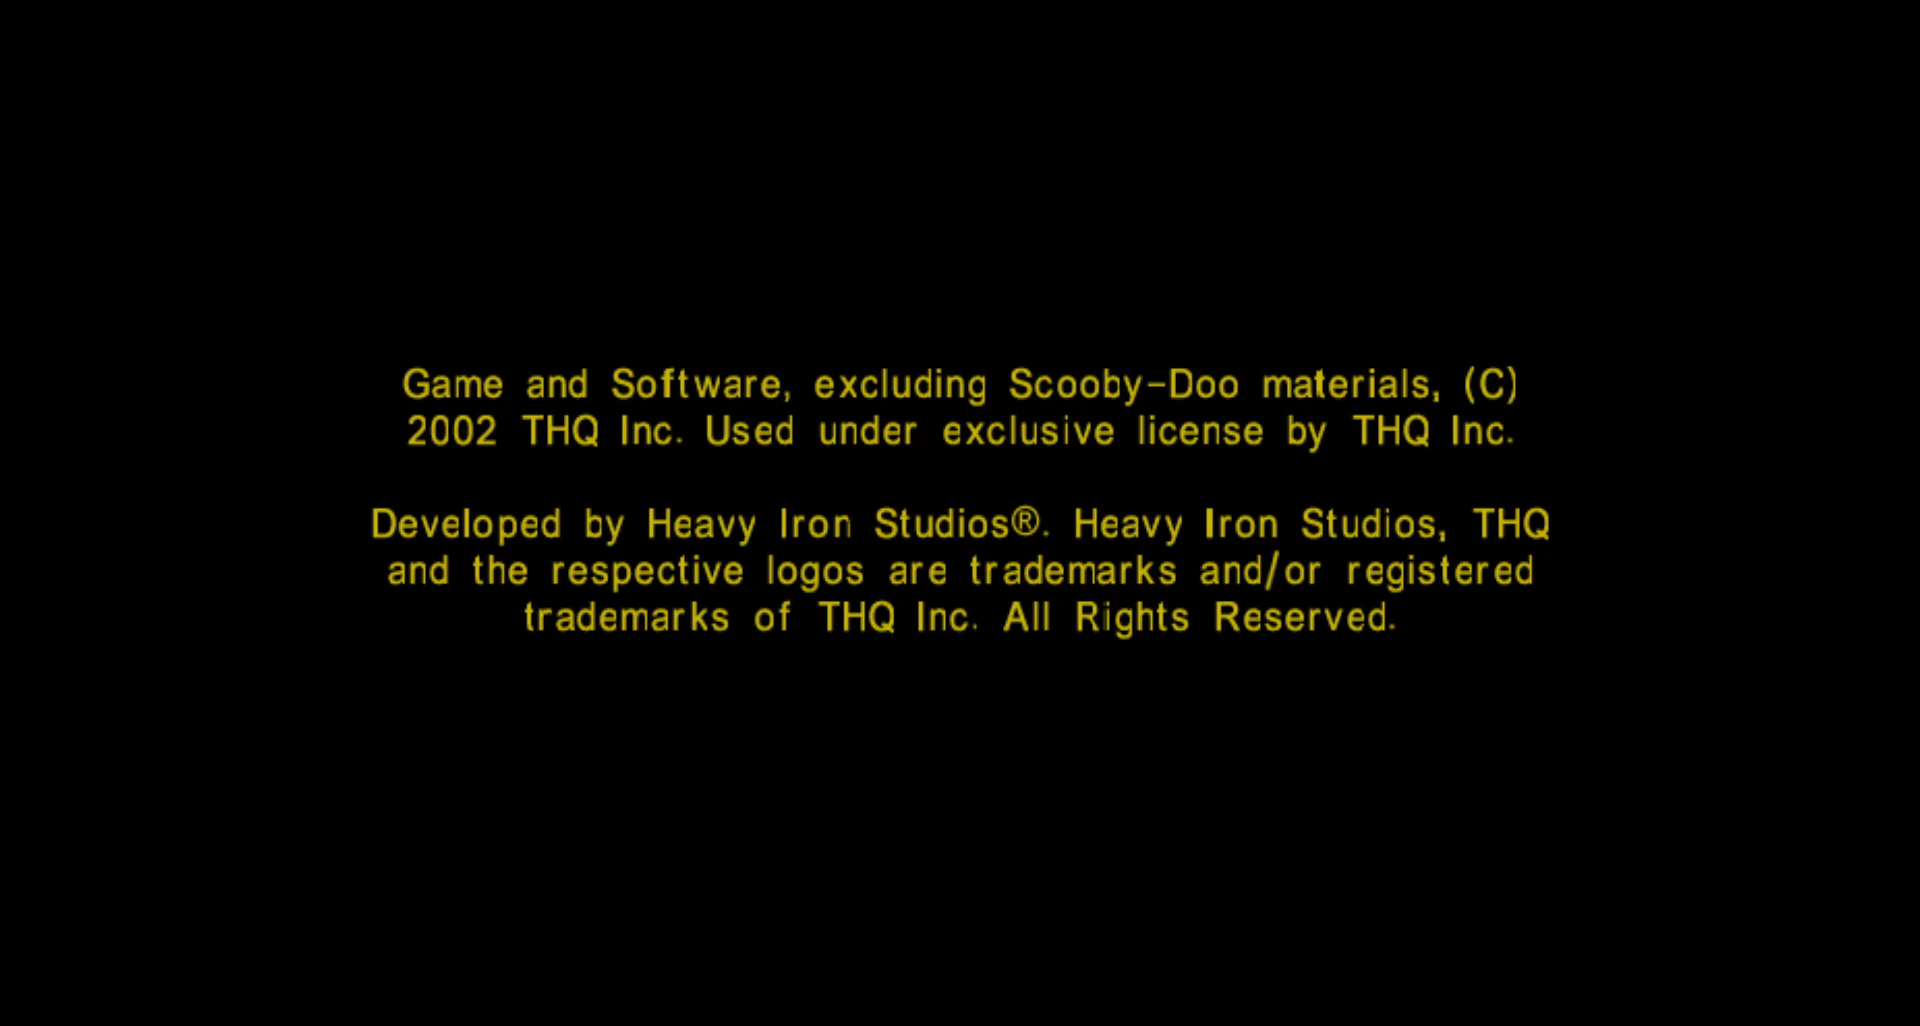 Game and Software, excluding Scooby-Doo materials, (C)
2002 THQ Inc. Used under exclusive license by THQ Inc.
Developed by Heavy Iron Studios®. Heavy Iron Studios, THQ
and the respective logos are trademarks and/or registered
trademarks of THQ Inc. All Rights Reserved.